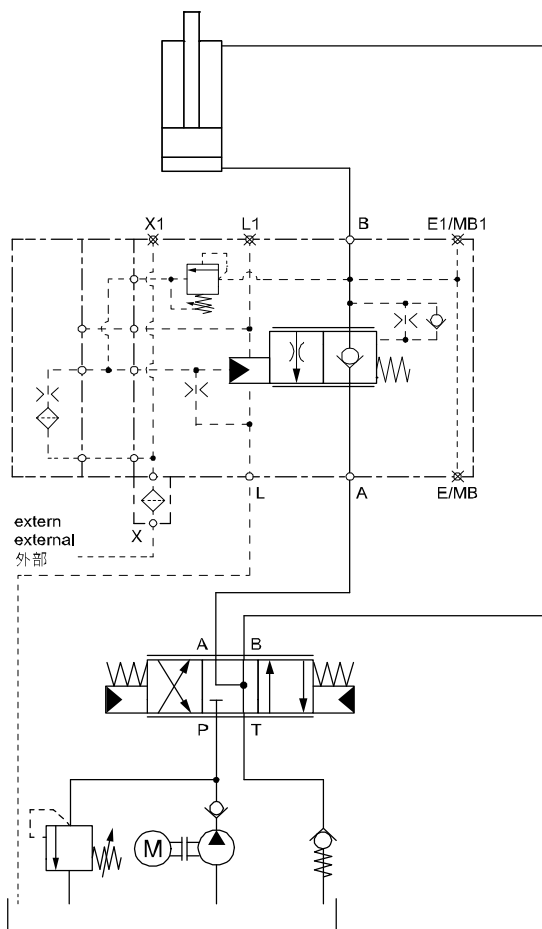 X1 L1 B E1/MB1
L A E/MB
X
extern
external
外部
A B
P T
M